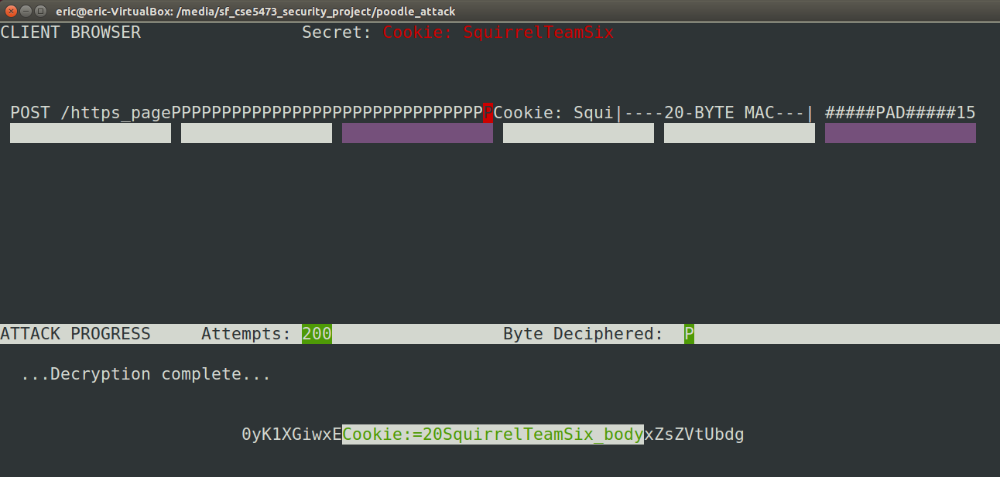 eric@eric-VirtualBox: /media/sf_cse5473_security_project/poodle_attack
CLIENT BROWSER Secret: Cookie: SquirrelTeamSix
POST /https_pagePPPPPPPPPPPPPPPPPPPPPPPPPPPPPPPPCookie: Squi|----20-BYTE MAC---| #####PAD#####15
ATTACK PROGRESS Attempts: 200 Byte Deciphered: P
...Decryption complete...
0yK1XGiwxECookie:=20SquirrelTeamSix_bodyxZsZVtUbdg